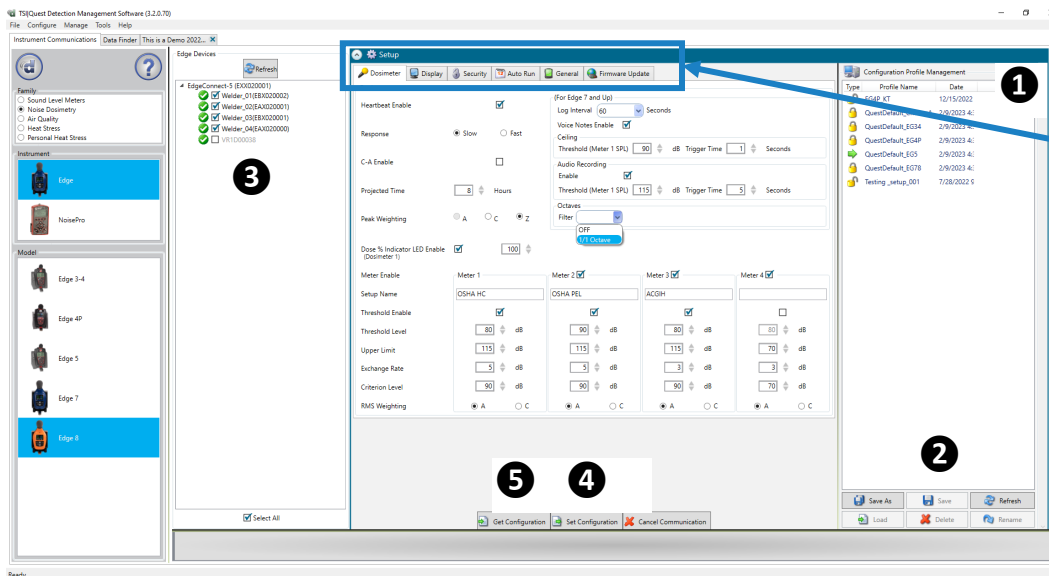 TSI|Quest Detection Management Software (3.2.0.70)
File Configure Manage Tools Help
Instrument Communications Data Finder This is a Demo 2022...
Family
Sound Level Meters
Noise Dosimetry
Air Quality
Heat Stress
Personal Heat Stress
Instrument
Edge
NoisePro
Model
Edge 3-4
Edge 4P
Edge 5
Edge 7
Edge 8
Edge Devices
Refresh
EdgeConnect-5 (EXX020001)
Welder_01(EBX020002)
Welder_02(EAX020001)
Welder_03(EBX020001)
Welder_04(EAX020000)
VR1D00038
3
Select All
Setup
Dosimeter Display Security Auto Run General Firmware Update
Heartbeat Enable
Response Slow Fast
C-A Enable
Projected Time 8 Hours
Peak Weighting A C Z
Dose % Indicator LED Enable 100
(Dosimeter 1)
(For Edge 7 and Up)
Log Interval 60 Seconds
Voice Notes Enable
Ceiling
Threshold (Meter 1 SPL) 90 dB Trigger Time 1 Seconds
Audio Recording
Enable
Threshold (Meter 1 SPL) 115 dB Trigger Time 5 Seconds
Octaves
Filter
OFF
1/1 Octave
Meter Enable Meter 1 Meter 2 Meter 3 Meter 4
Setup Name OSHA HC OSHA PEL ACGIH
Threshold Enable
Threshold Level 80 dB 90 dB 80 dB 80 dB
Upper Limit 115 dB 115 dB 115 dB 70 dB
Exchange Rate 5 dB 5 dB 3 dB 3 dB
Criterion Level 90 dB 90 dB 90 dB 70 dB
RMS Weighting A C A C A C A C
5 4
Get Configuration Set Configuration Cancel Communication
Configuration Profile Management
1
Type Profile Name Date
EG4P_KT 12/15/2022
2/9/2023 4:
QuestDefault_EG34 2/9/2023 4:
QuestDefault_EG4P 2/9/2023 4:
QuestDefault_EG5 2/9/2023 4:
QuestDefault_EG78 2/9/2023 4:
Testing _setup_001 7/28/2022 9
2
Save As Save Refresh
Load Delete Rename
Ready